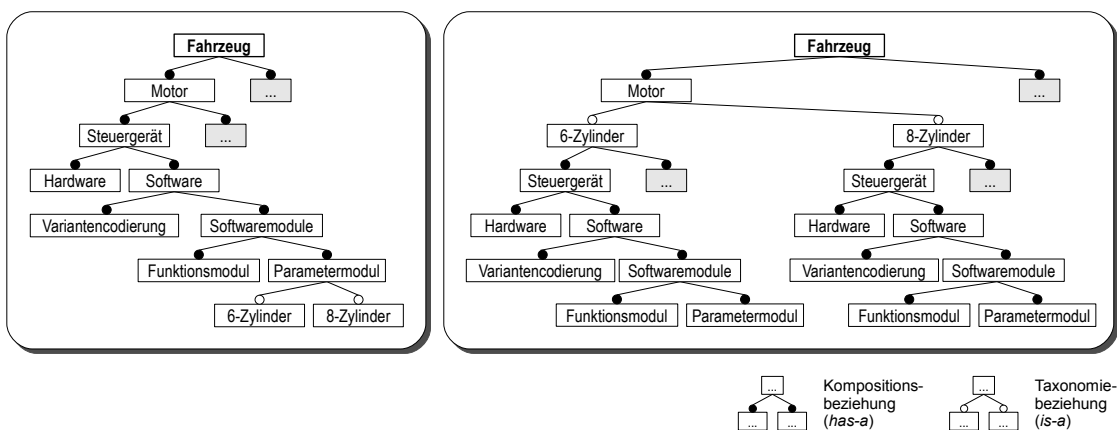 Fahrzeug
Motor
...
Steuergerät
...
Hardware
Software
Variantencodierung
Softwaremodule
Funktionsmodul
Parametermodul
6-Zylinder
8-Zylinder
Fahrzeug
Motor
...
6-Zylinder
8-Zylinder
Steuergerät
...
Steuergerät
...
Hardware
Software
Hardware
Software
Variantencodierung
Softwaremodule
Variantencodierung
Softwaremodule
Funktionsmodul
Parametermodul
Funktionsmodul
Parametermodul
...
... ...
Kompositions-
beziehung
(has-a)
...
... ...
Taxonomie-
beziehung
(is-a)